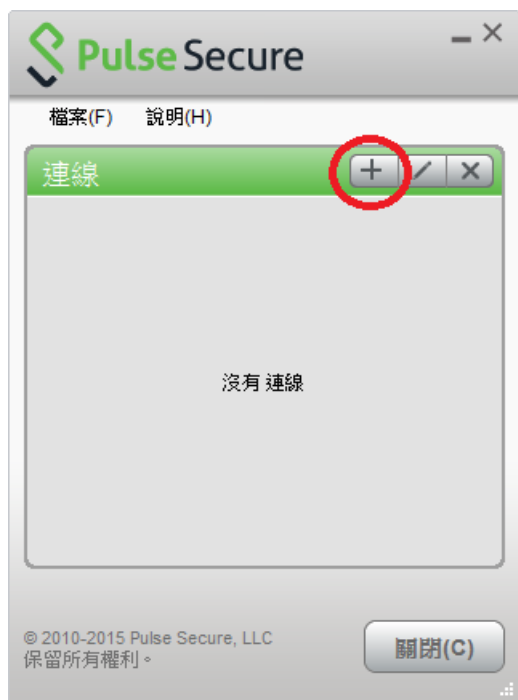 Pulse Secure
檔案(F) 說明(H)
連線
沒有 連線
© 2010-2015 Pulse Secure, LLC
保留所有權利。
關閉(C)